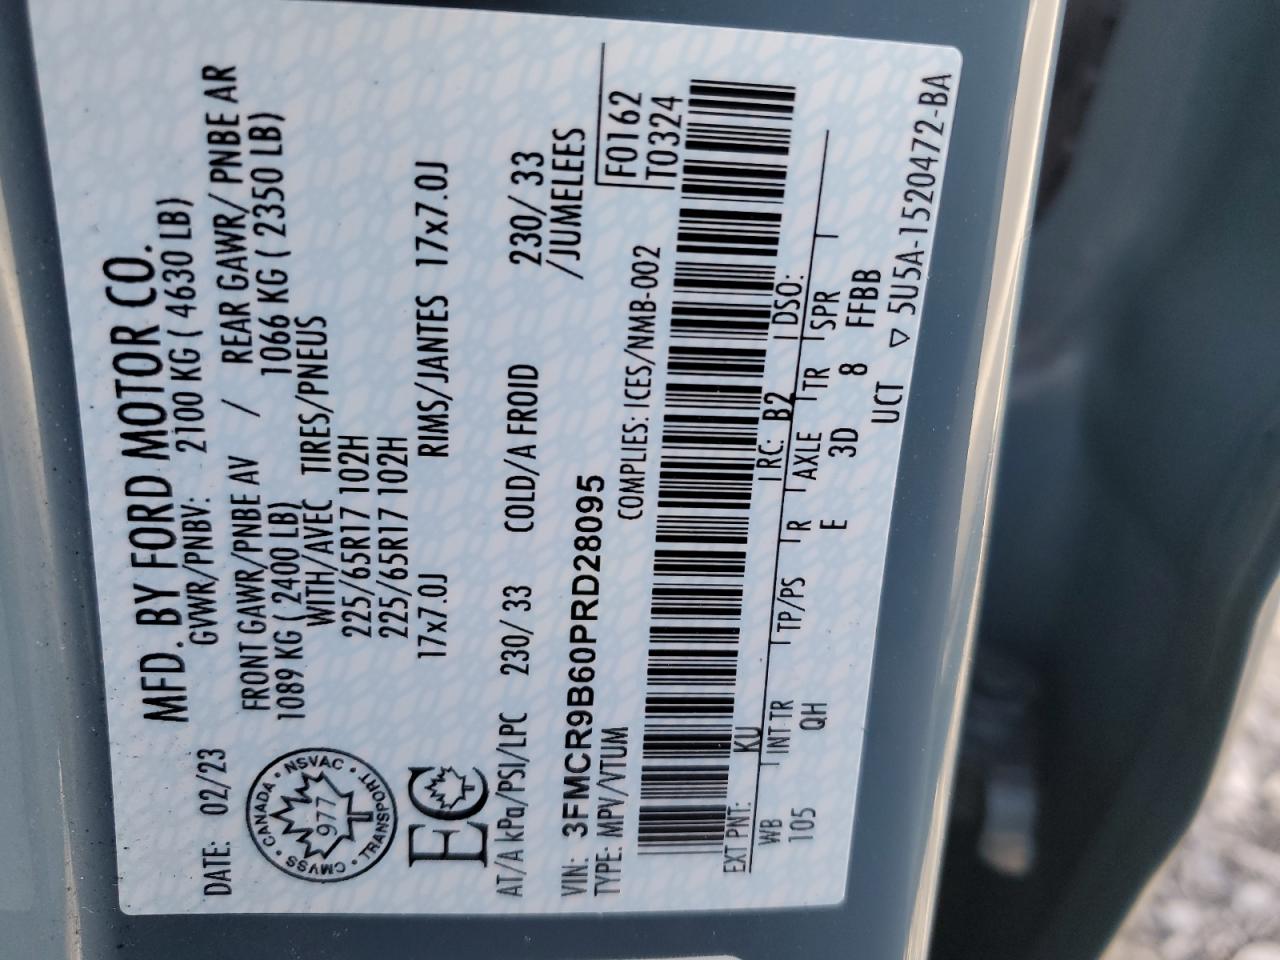 MFD. BY FORD MOTOR CO.
DATE: 02/23 GVWR/PNBV: 2100 KG ( 4630 LB)
FRONT GAWR/PNBE AV / REAR GAWR/ PNBE AR
1089 KG ( 2400 LB) 1066 KG ( 2350 LB)
WITH/AVEC TIRES/PNEUS
225/65R17 102H
225/65R17 102H
17x7.0J RIMS/JANTES 17x7.0J
CANADA • NSVAC • TRANSPORT • CMVSS •
977
EC
AT/A kPa/PSI/LPC 230/ 33 COLD/A FROID 230/ 33
/JUMELEES
VIN: 3FMCR9B60PRD28095
TYPE: MPV/VTUM COMPLIES: ICES/NMB-002
F0162
T0324
EXT PNT: KU RC: B2 DSO:
WB INT TR TP/PS R AXLE TR SPR
105 QH E 3D 8 FFBB
UCT ▽ 5U5A-1520472-BA